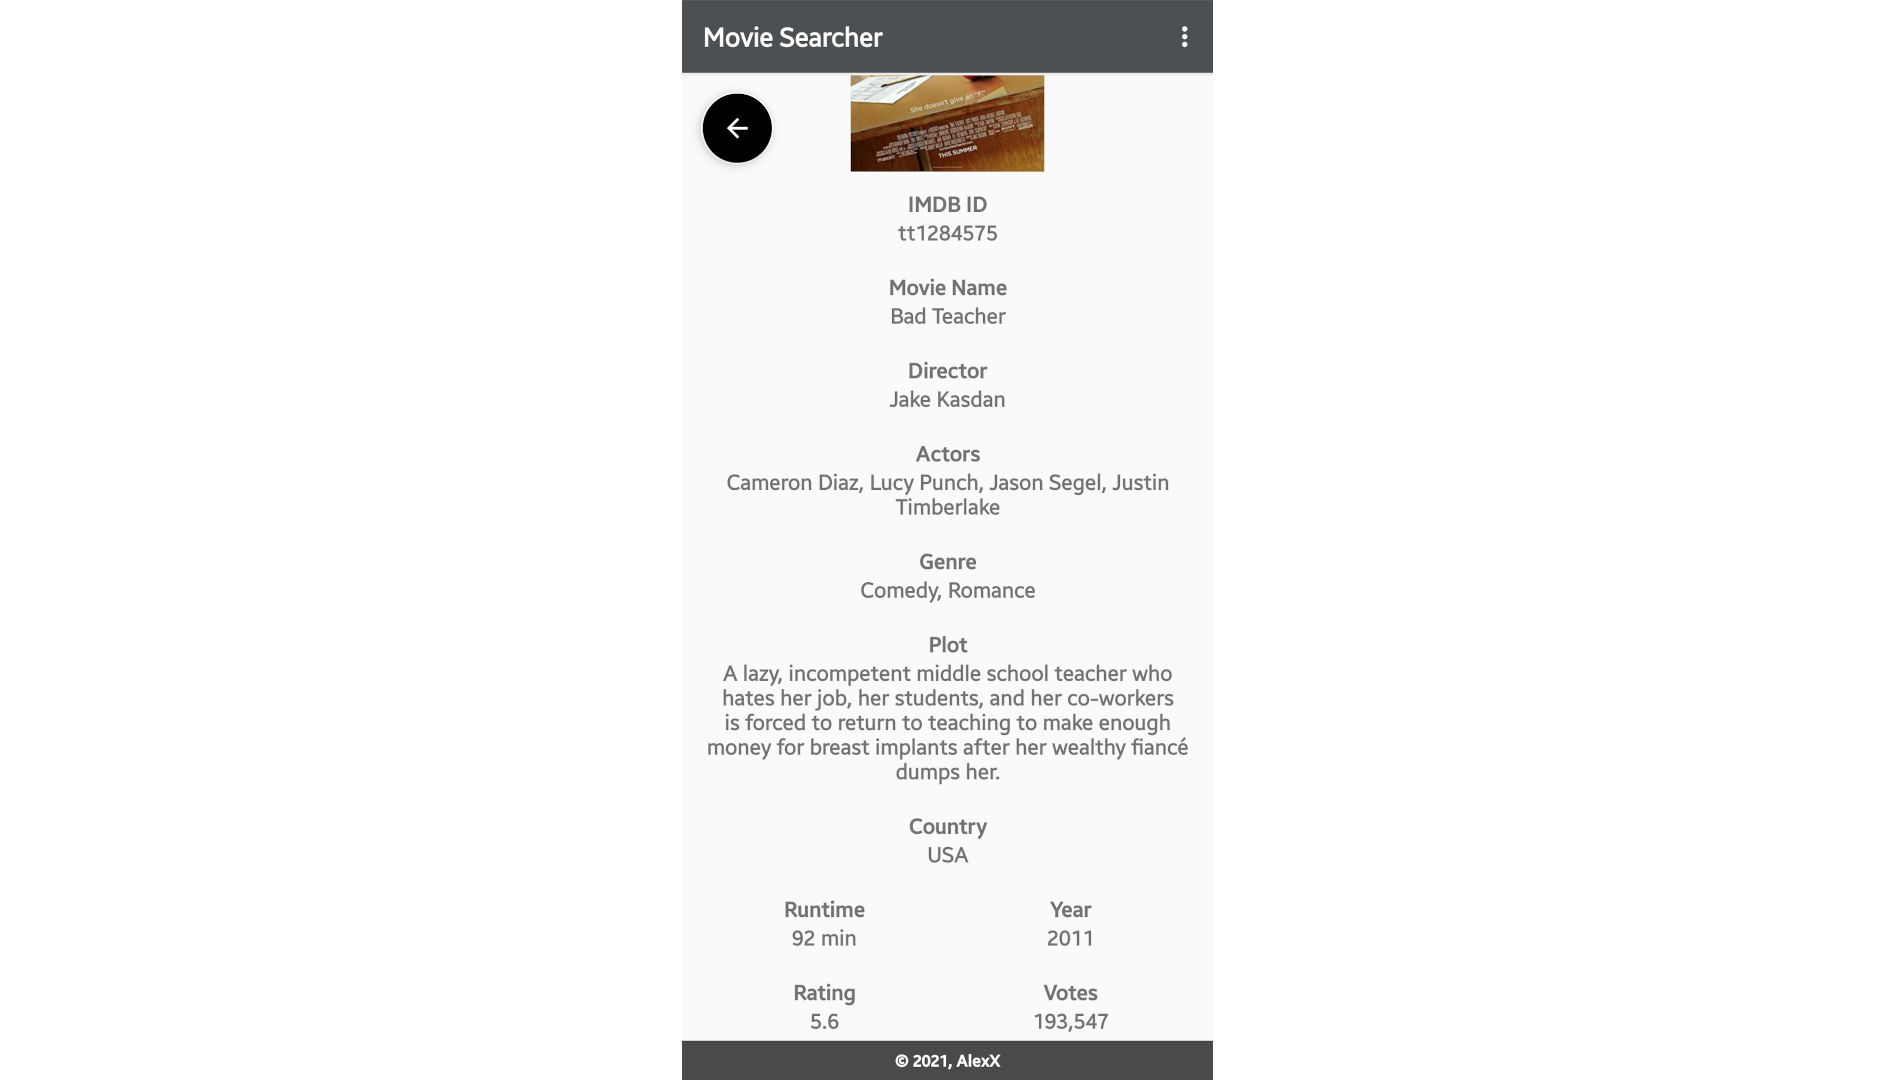 Movie Searcher
She doesn't give an "F"
THIS SUMMER
IMDB ID
tt1284575
Movie Name
Bad Teacher
Director
Jake Kasdan
Actors
Cameron Diaz, Lucy Punch, Jason Segel, Justin
Timberlake
Genre
Comedy, Romance
Plot
A lazy, incompetent middle school teacher who
hates her job, her students, and her co-workers
is forced to return to teaching to make enough
money for breast implants after her wealthy fiancé
dumps her.
Country
USA
Runtime
Year
92 min
2011
Rating
Votes
5.6
193,547
© 2021, AlexX